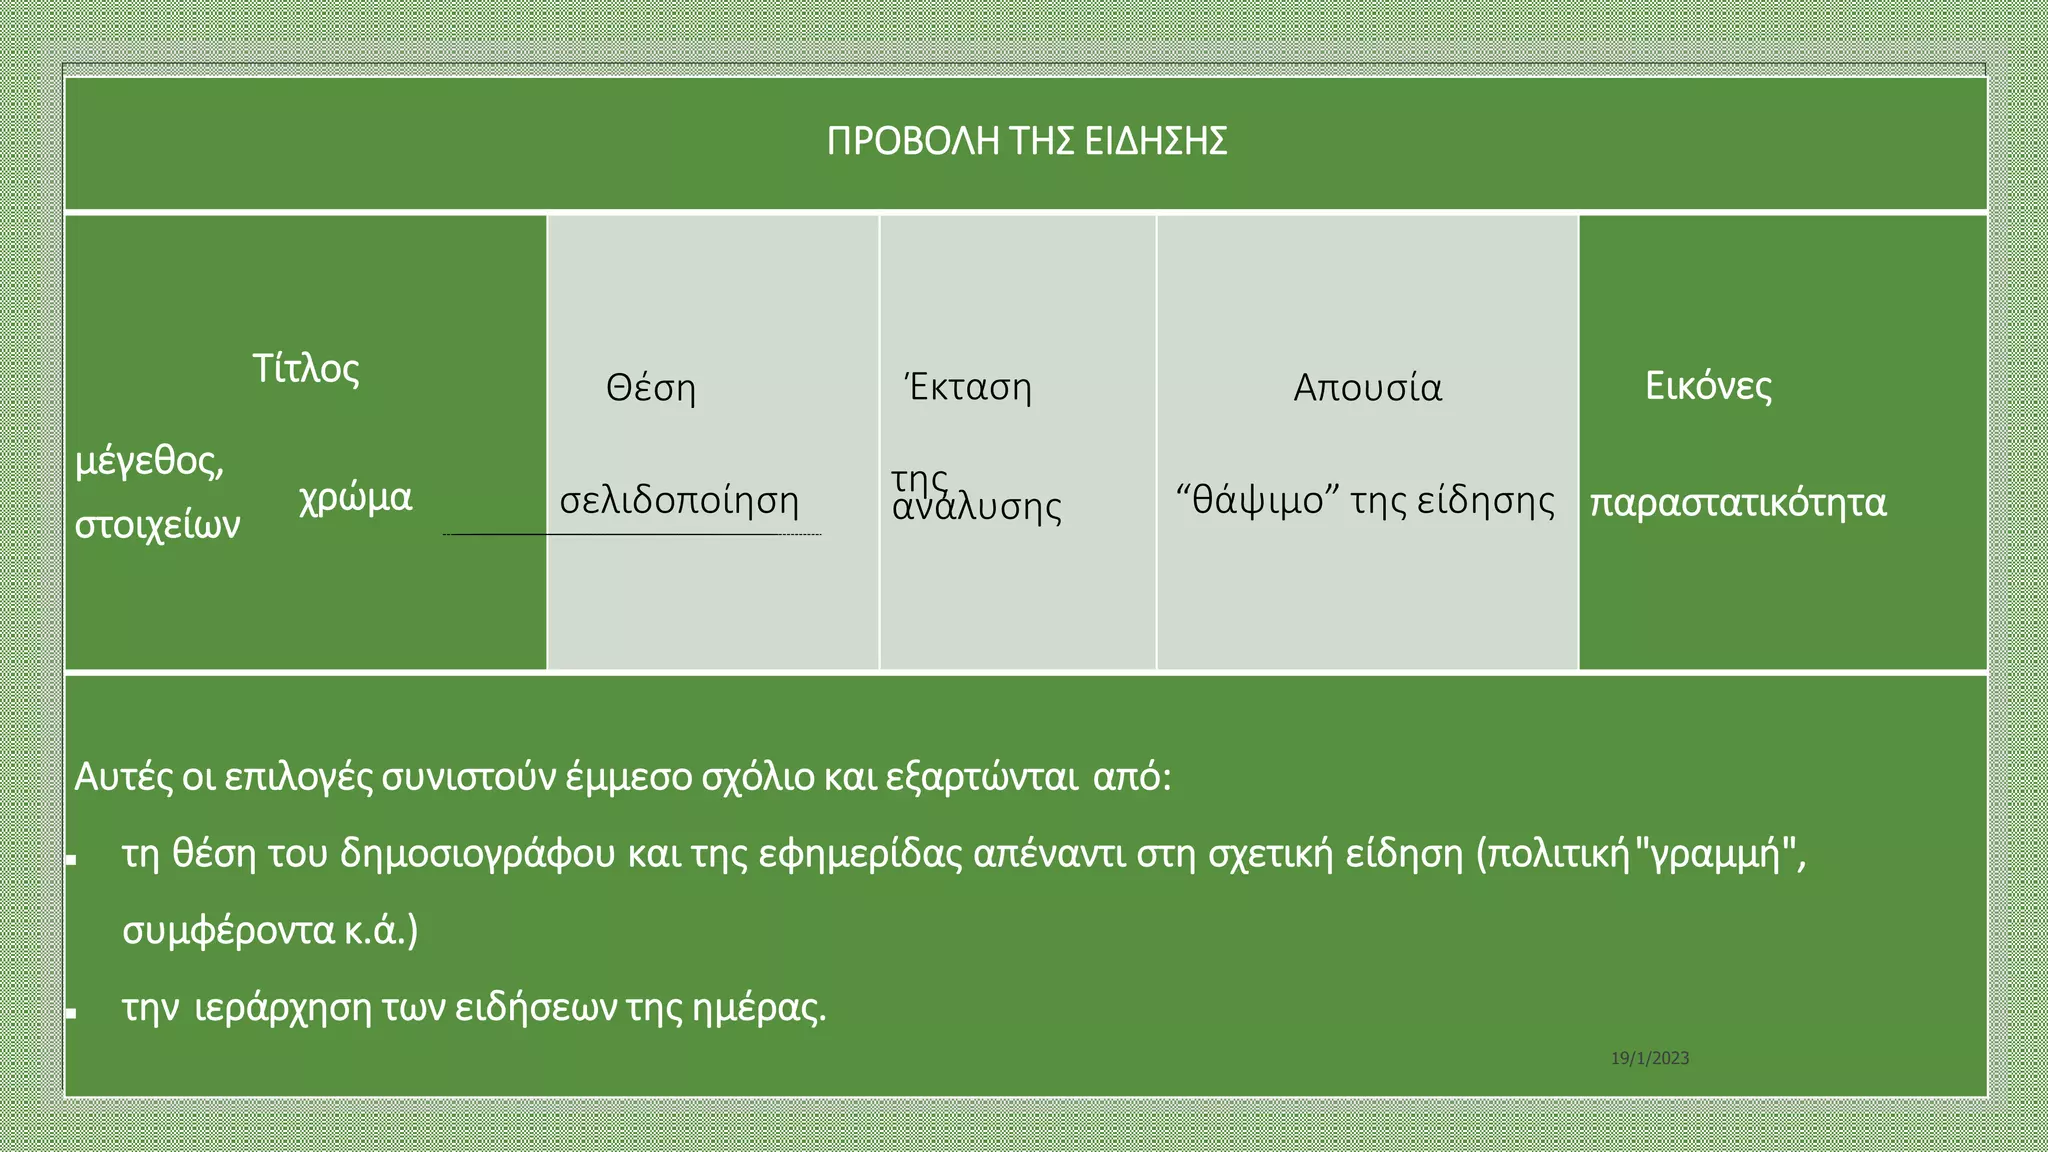 ΠΡΟΒΟΛΗ ΤΗΣ ΕΙΔΗΣΗΣ
Τίτλος
μέγεθος,
χρώμα
στοιχείων
Θέση
σελιδοποίηση
Έκταση
της
ανάλυσης
Απουσία
“θάψιμο” της είδησης
Εικόνες
παραστατικότητα
Αυτές οι επιλογές συνιστούν έμμεσο σχόλιο και εξαρτώνται από:
▪ τη θέση του δημοσιογράφου και της εφημερίδας απέναντι στη σχετική είδηση (πολιτική"γραμμή",
συμφέροντα κ.ά.)
▪ την ιεράρχηση των ειδήσεων της ημέρας.
19/1/2023